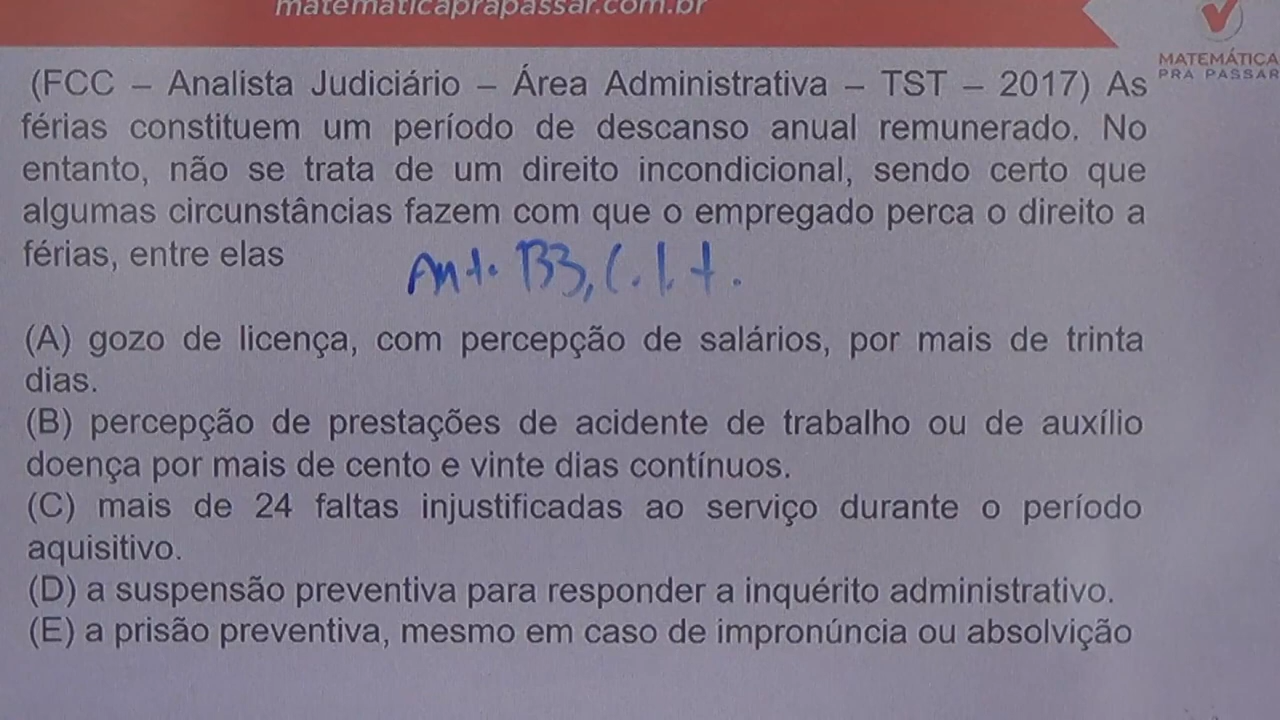 matematicaprapassar.com.br
MATEMÁTICA
PRA PASSAR
(FCC – Analista Judiciário – Área Administrativa – TST – 2017) As
férias constituem um período de descanso anual remunerado. No
entanto, não se trata de um direito incondicional, sendo certo que
algumas circunstâncias fazem com que o empregado perca o direito a
férias, entre elas
(A) gozo de licença, com percepção de salários, por mais de trinta
dias.
(B) percepção de prestações de acidente de trabalho ou de auxílio
doença por mais de cento e vinte dias contínuos.
(C) mais de 24 faltas injustificadas ao serviço durante o período
aquisitivo.
(D) a suspensão preventiva para responder a inquérito administrativo.
(E) a prisão preventiva, mesmo em caso de impronúncia ou absolvição